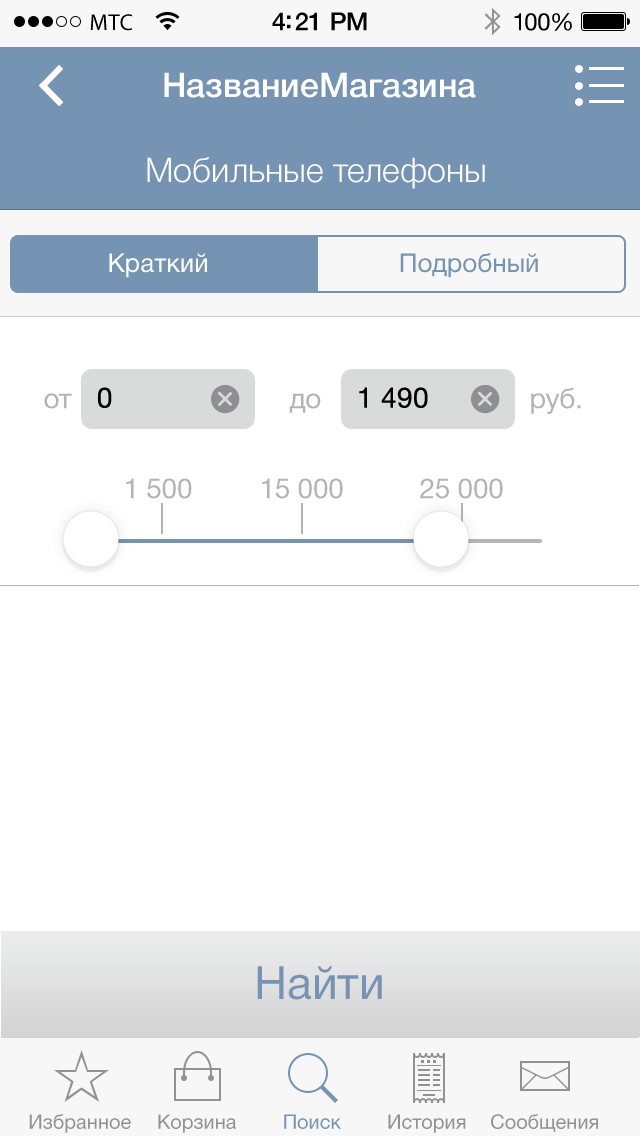 МТС 4:21 PM 100%
НазваниеМагазина
Мобильные телефоны
Краткий Подробный
от 0 до 1 490 руб.
1 500 15 000 25 000
Найти
Избранное Корзина Поиск История Сообщения